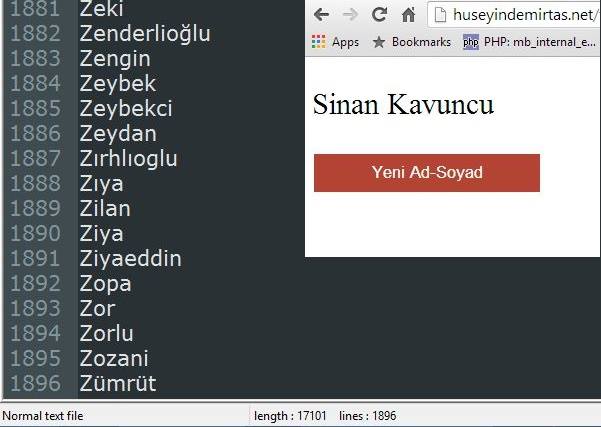 1881 Zeki
1882 Zenderlioğlu
1883 Zengin
1884 Zeybek
1885 Zeybekci
1886 Zeydan
1887 Zırhlıoglu
1888 Zıya
1889 Zilan
1890 Ziya
1891 Ziyaeddin
1892 Zopa
1893 Zor
1894 Zorlu
1895 Zozani
1896 Zümrüt
Normal text file
length : 17101 lines : 1896
huseyindemirtas.net/
Apps Bookmarks php PHP: mb_internal_e...
Sinan Kavuncu
Yeni Ad-Soyad